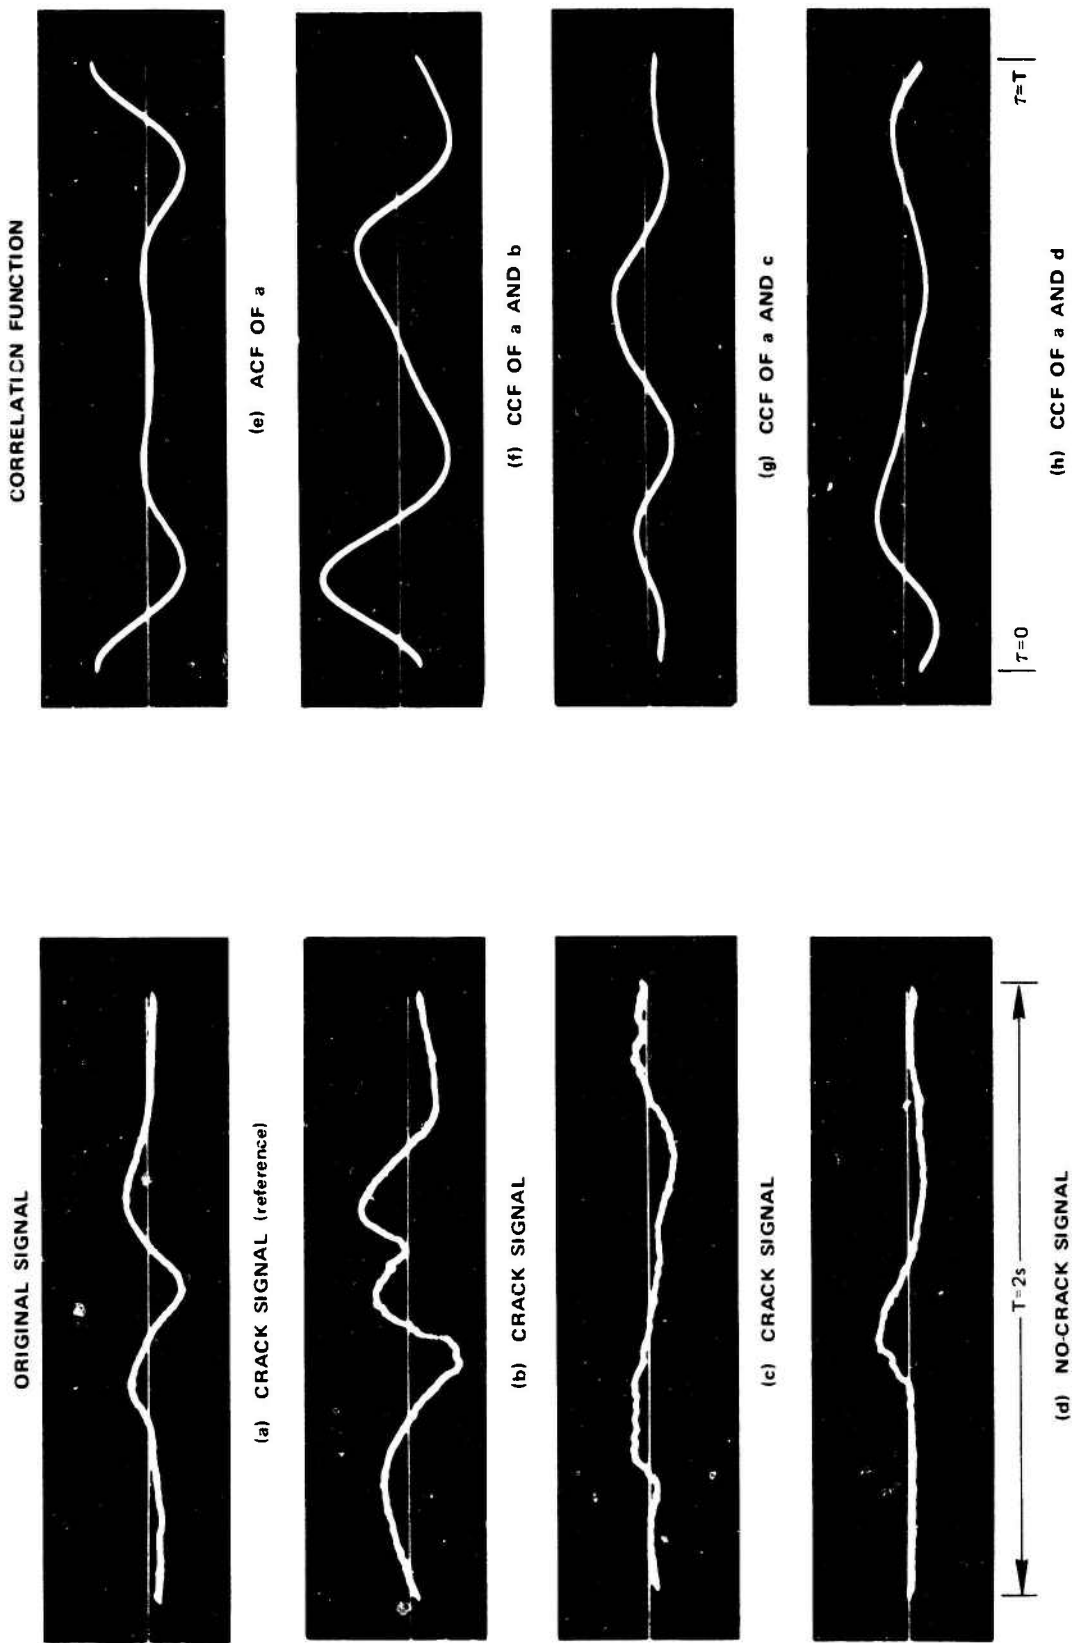 ORIGINAL SIGNAL
(a) CRACK SIGNAL (reference)
(b) CRACK SIGNAL
(c) CRACK SIGNAL
T=2s
(d) NO-CRACK SIGNAL
CORRELATICN FUNCTION
(e) ACF OF a
(f) CCF OF a AND b
(g) CCF OF a AND c
τ=0
τ=T
(h) CCF OF a AND d